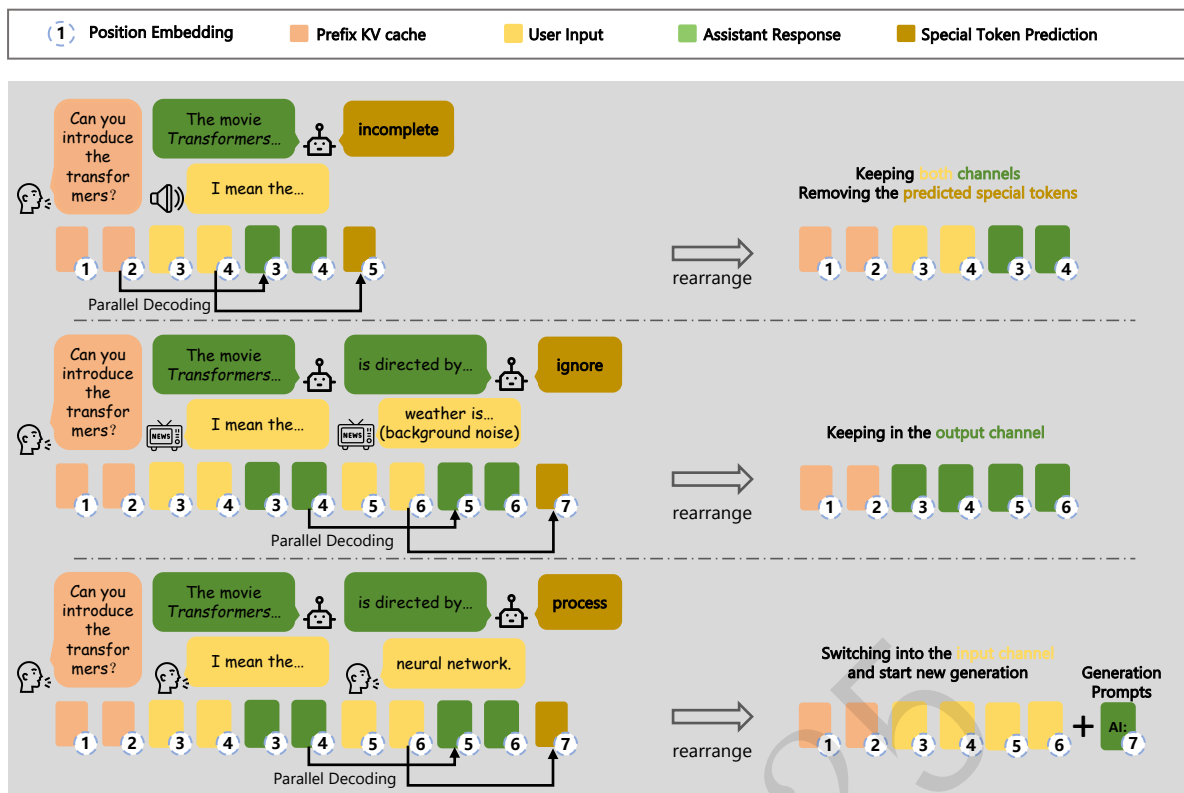 1 Position Embedding Prefix KV cache User Input Assistant Response Special Token Prediction
Can you
introduce
the
transfor
mers?
The movie
Transformers...
incomplete
I mean the...
1 2 3 4 3 4 5
Parallel Decoding
rearrange
Keeping both channels
Removing the predicted special tokens
1 2 3 4 3 4
Can you
introduce
the
transfor
mers?
The movie
Transformers...
is directed by...
ignore
NEWS
I mean the...
NEWS
weather is...
(background noise)
1 2 3 4 3 4 5 6 5 6 7
Parallel Decoding
rearrange
Keeping in the output channel
1 2 3 4 5 6
Can you
introduce
the
transfor
mers?
The movie
Transformers...
is directed by...
process
I mean the...
neural network.
1 2 3 4 3 4 5 6 5 6 7
Parallel Decoding
rearrange
Switching into the input channel
and start new generation
Generation
Prompts
1 2 3 4 5 6 + AI: 7
25